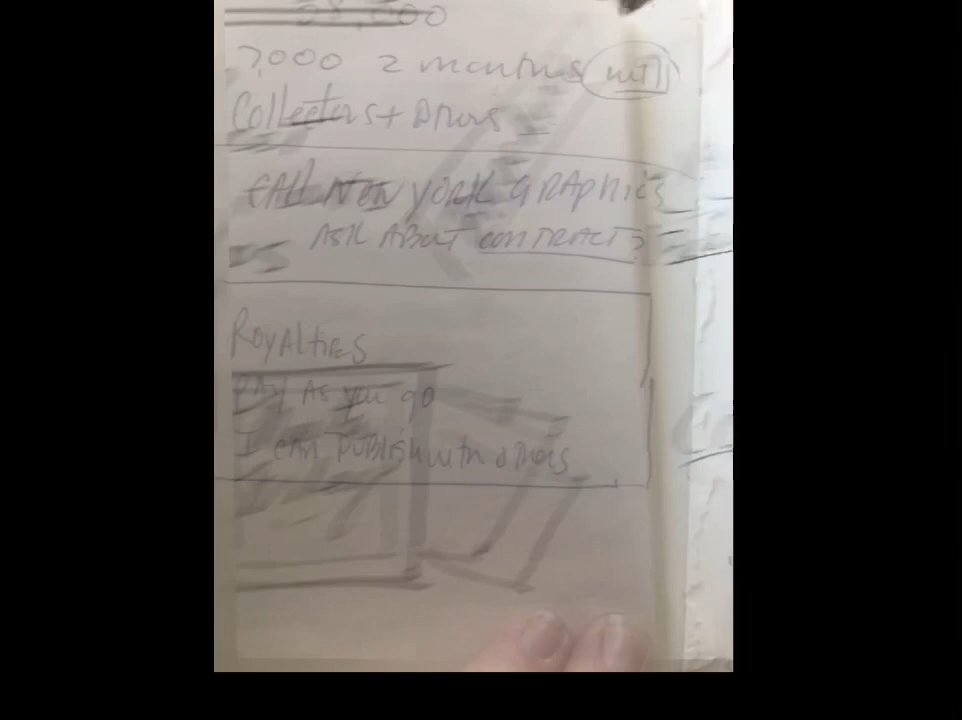 7,000 2 months
Collectors +
CALL NEW YORK GRAPHICS
ASK ABOUT CONTRACT?
Royalties
PAY AS you go
I can PUBLISH with others